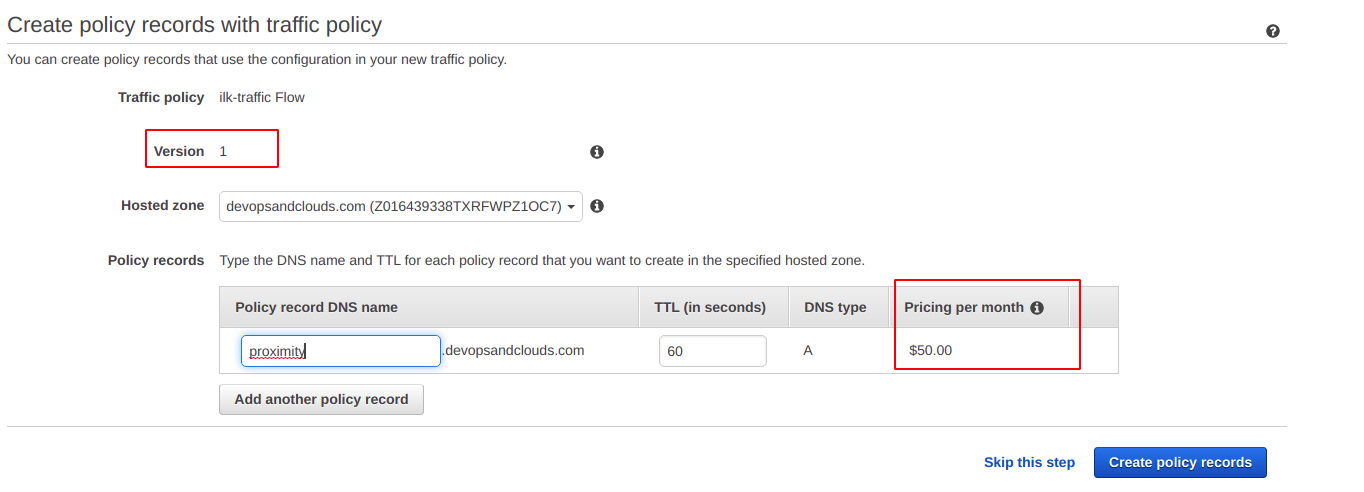 Create policy records with traffic policy
You can create policy records that use the configuration in your new traffic policy.
Traffic policy ilk-traffic Flow
Version 1
Hosted zone devopsandclouds.com (Z016439338TXRFWPZ1OC7)
Policy records Type the DNS name and TTL for each policy record that you want to create in the specified hosted zone.
Policy record DNS name TTL (in seconds) DNS type Pricing per month
proximity .devopsandclouds.com 60 A $50.00
Add another policy record
Skip this step Create policy records